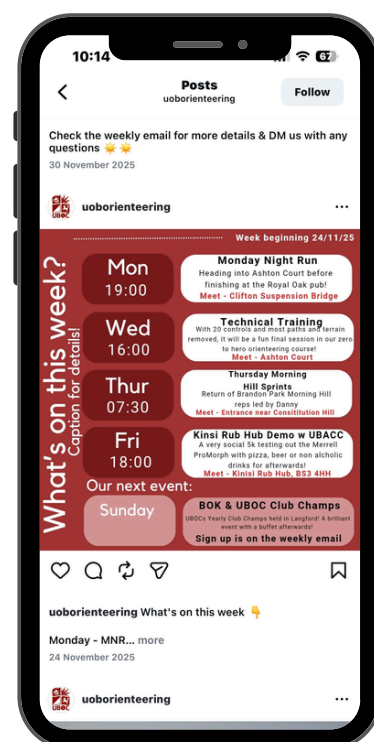 10:14
67
Posts
uoborienteering
Follow
Check the weekly email for more details & DM us with any
questions ☀️ ☀️
30 November 2025
UBOC
uoborienteering
What's on this week?
Caption for details!
Week beginning 24/11/25
Mon
19:00
Monday Night Run
Heading into Ashton Court before
finishing at the Royal Oak pub!
Meet - Clifton Suspension Bridge
Wed
16:00
Technical Training
With 20 controls and most paths and terrain
removed, it will be a fun final session in our zero
to hero orienteering course!
Meet - Ashton Court
Thur
07:30
Thursday Morning
Hill Sprints
Return of Brandon Park Morning Hill
reps led by Danny
Meet - Entrance near Consitituion Hill
Fri
18:00
Kinsi Rub Hub Demo w UBACC
A very social 5k testing out the Merrell
ProMorph with pizza, beer or non alcholic
drinks for afterwards!
Meet - Kinisi Rub Hub, BS3 4HH
Our next event:
Sunday
BOK & UBOC Club Champs
UBOCs Yearly Club Champs held in Langford! A brilliant
event with a buffet afterwards!
Sign up is on the weekly email
uoborienteering What's on this week 👇
Monday - MNR... more
24 November 2025
UBOC
uoborienteering